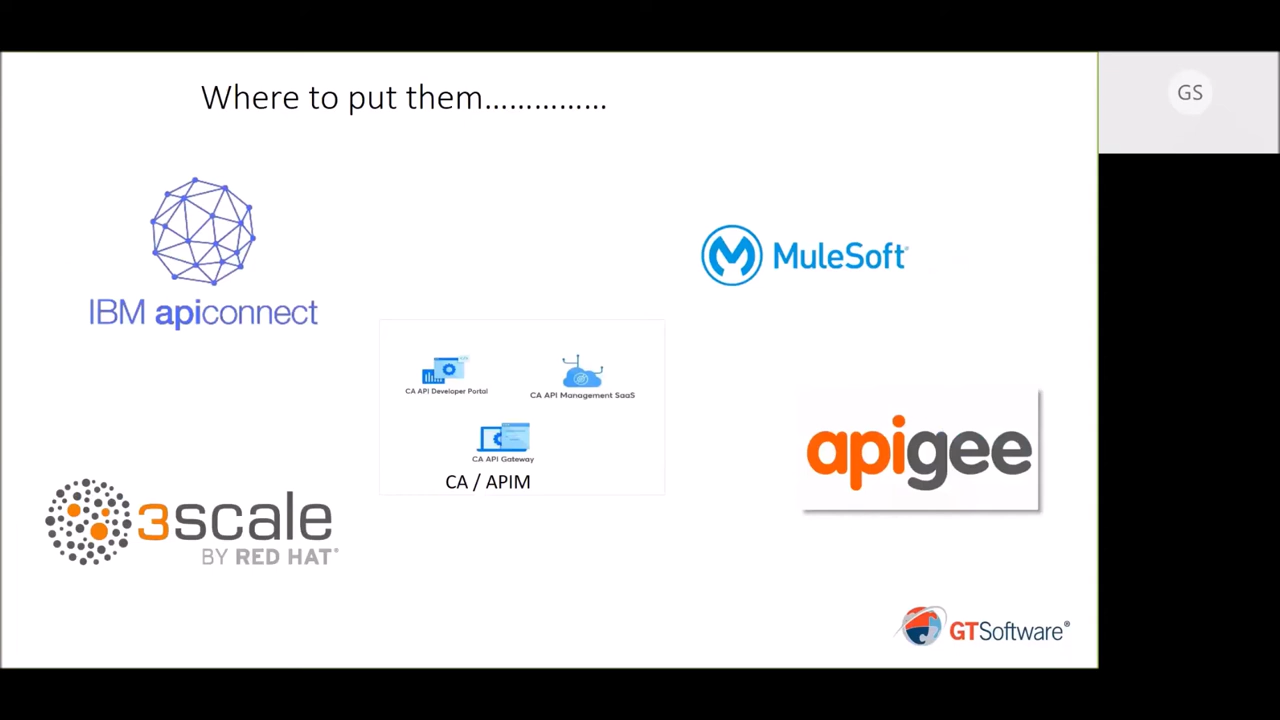 Where to put them……………
GS
IBM apiconnect
MuleSoft®
CA API Developer Portal
CA API Management SaaS
CA API Gateway
CA / APIM
apigee
3scale
BY RED HAT®
GTSoftware®